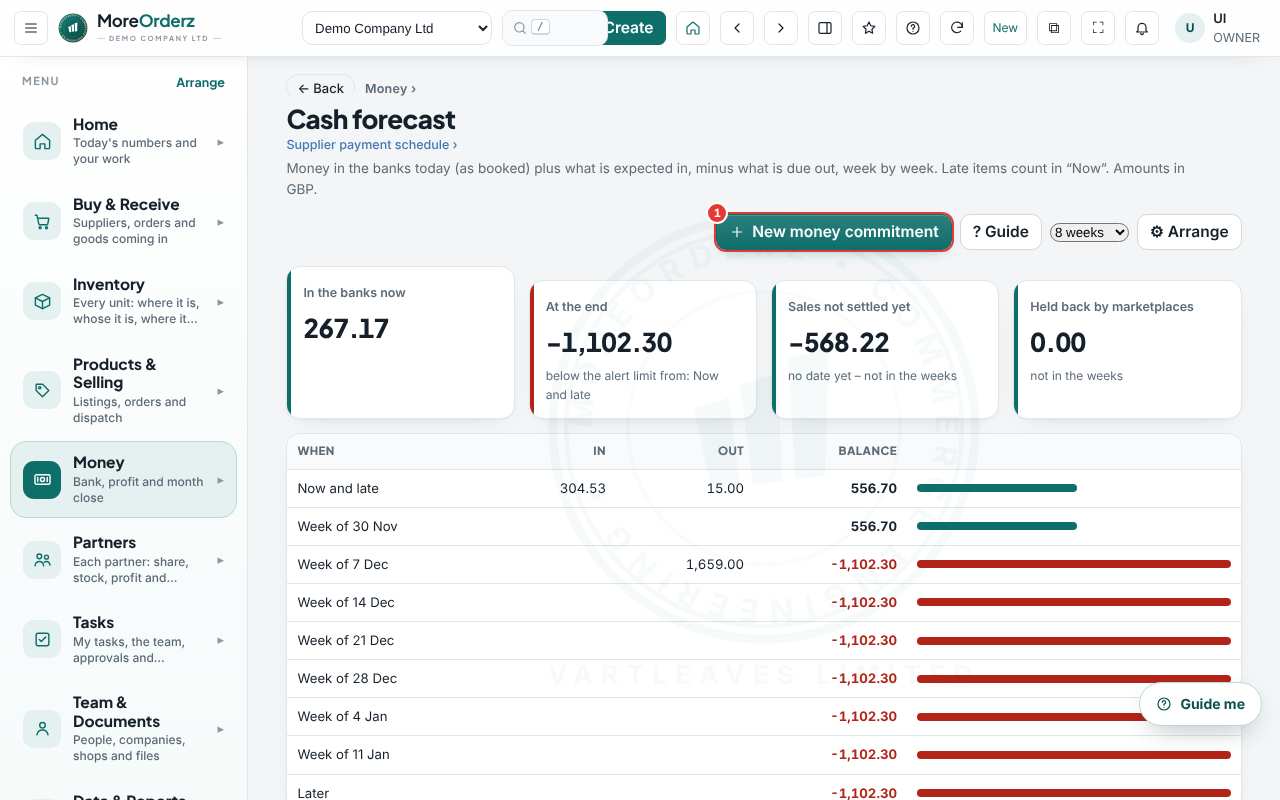 MoreOrderz
— DEMO COMPANY LTD —
Demo Company Ltd
/
Create
New
U
UI
OWNER
MENU
Arrange
Home
Today's numbers and
your work
Buy & Receive
Suppliers, orders and
goods coming in
Inventory
Every unit: where it is,
whose it is, where it...
Products &
Selling
Listings, orders and
dispatch
Money
Bank, profit and month
close
Partners
Each partner: share,
stock, profit and...
Tasks
My tasks, the team,
approvals and...
Team &
Documents
People, companies,
shops and files
← Back
Money ›
Cash forecast
Supplier payment schedule ›
Money in the banks today (as booked) plus what is expected in, minus what is due out, week by week. Late items count in “Now”. Amounts in
GBP.
1
+ New money commitment
? Guide
8 weeks
⚙ Arrange
In the banks now
267.17
At the end
−1,102.30
below the alert limit from: Now
and late
Sales not settled yet
−568.22
no date yet – not in the weeks
Held back by marketplaces
0.00
not in the weeks
WHEN IN OUT BALANCE
Now and late 304.53 15.00 556.70
Week of 30 Nov 556.70
Week of 7 Dec 1,659.00 -1,102.30
Week of 14 Dec -1,102.30
Week of 21 Dec -1,102.30
Week of 28 Dec -1,102.30
Week of 4 Jan -1,102.30
Week of 11 Jan -1,102.30
Later -1,102.30
VARTLEAVES LIMITED
Guide me